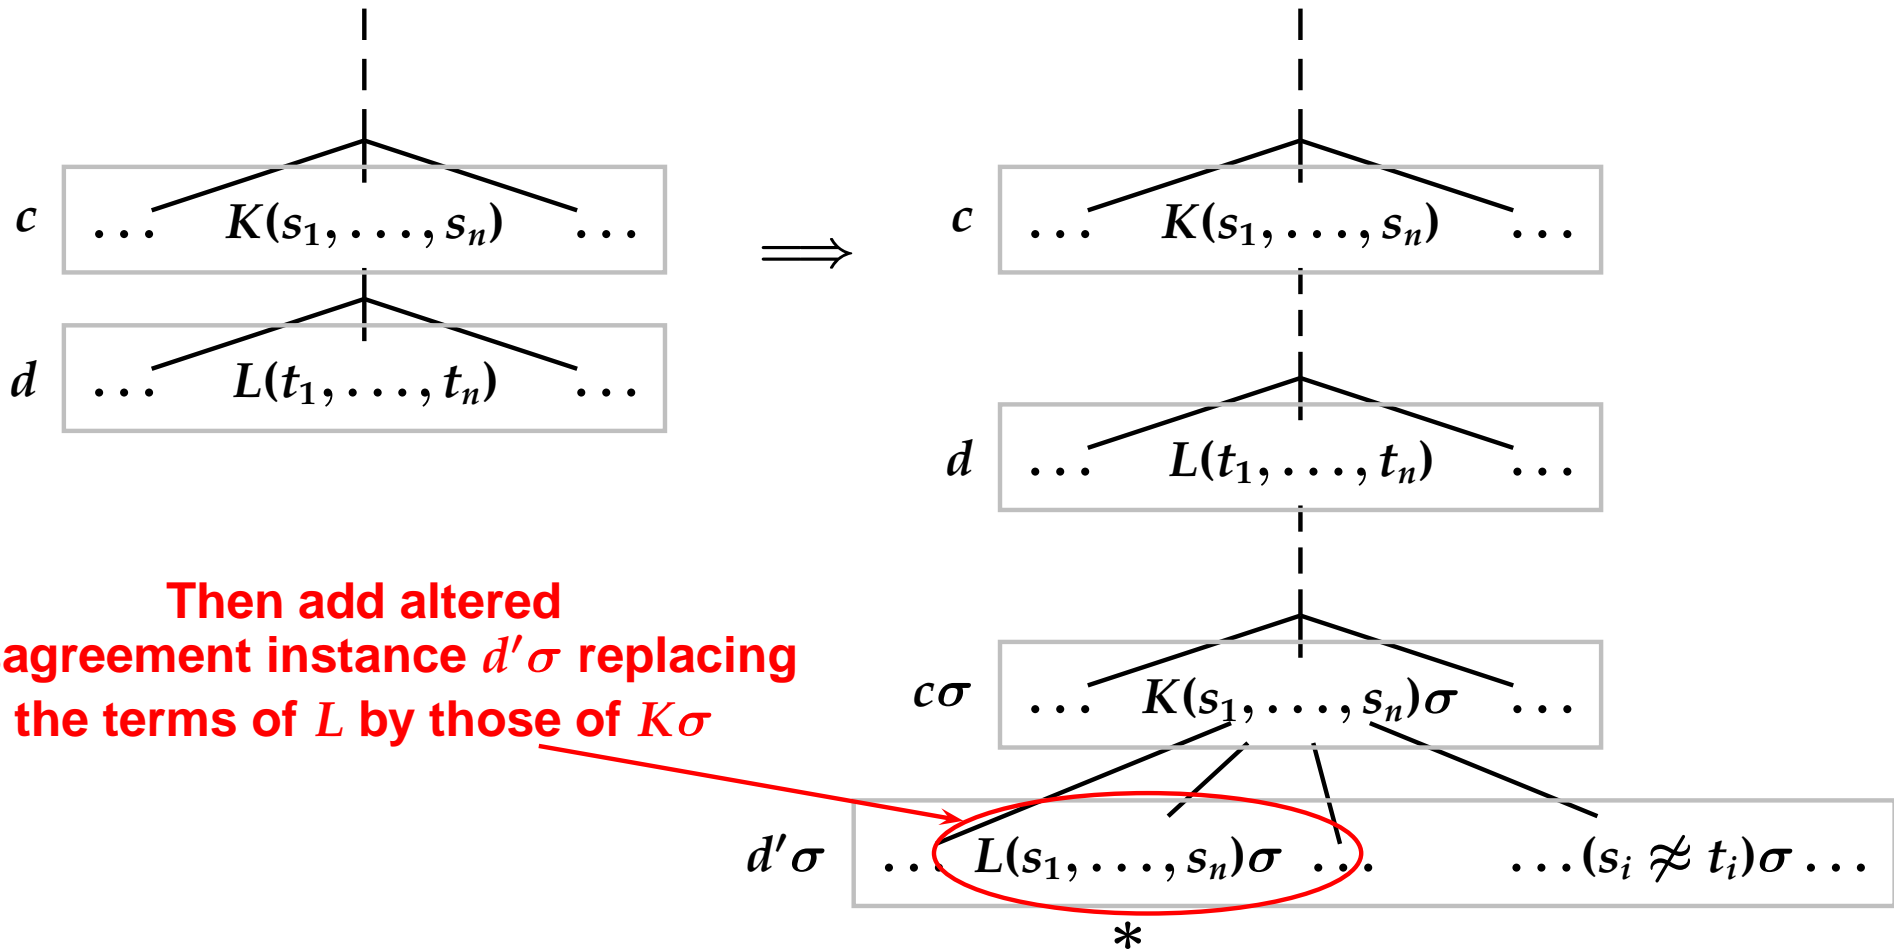 c … K(s₁, …, sₙ) …
d … L(t₁, …, tₙ) …
⟹
c … K(s₁, …, sₙ) …
d … L(t₁, …, tₙ) …
Then add altered
agreement instance d′σ replacing
the terms of L by those of Kσ
cσ … K(s₁, …, sₙ)σ …
d′σ … L(s₁, …, sₙ)σ … …(sᵢ ≉ tᵢ)σ …
*